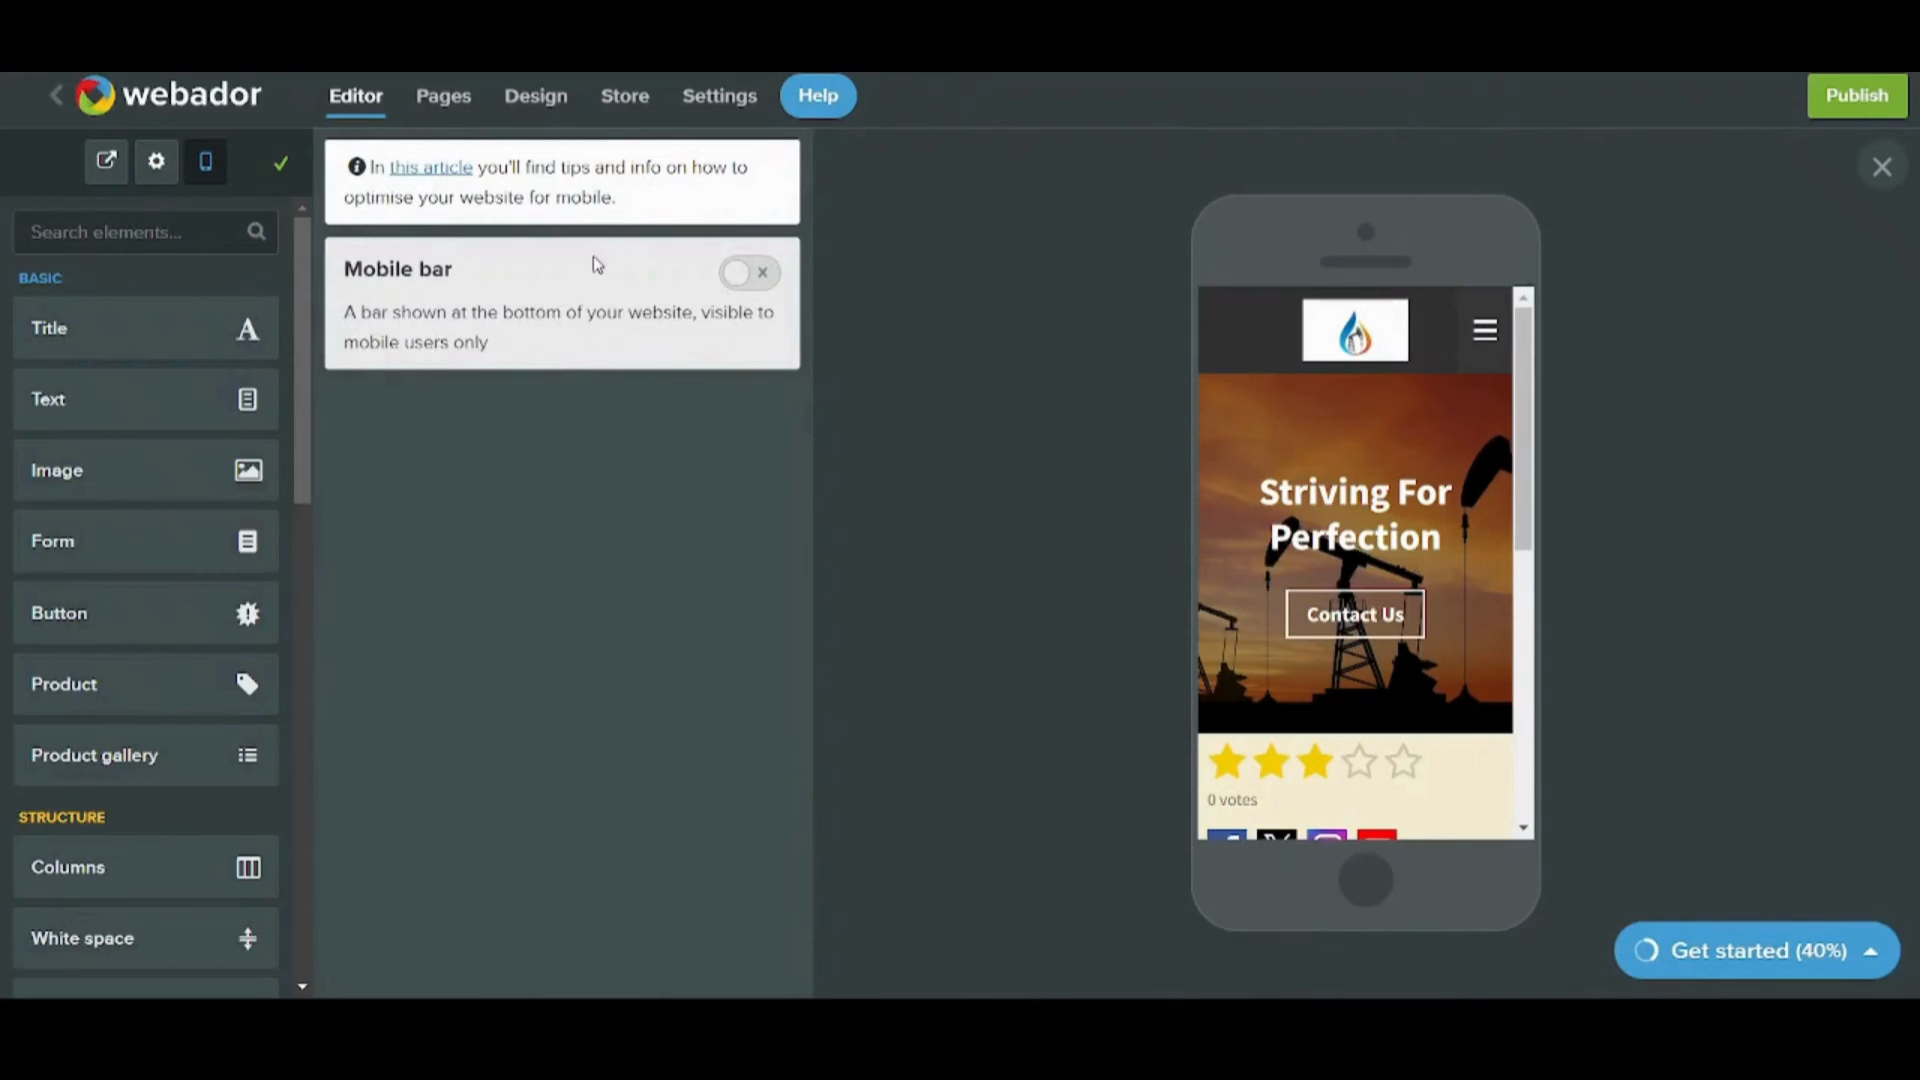 webador
Editor
Pages
Design
Store
Settings
Help
Publish
In this article you'll find tips and info on how to
optimise your website for mobile.
Search elements...
BASIC
Title
Text
Image
Form
Button
Product
Product gallery
STRUCTURE
Columns
White space
Mobile bar
A bar shown at the bottom of your website, visible to
mobile users only
Striving For
Perfection
Contact Us
0 votes
Get started (40%)